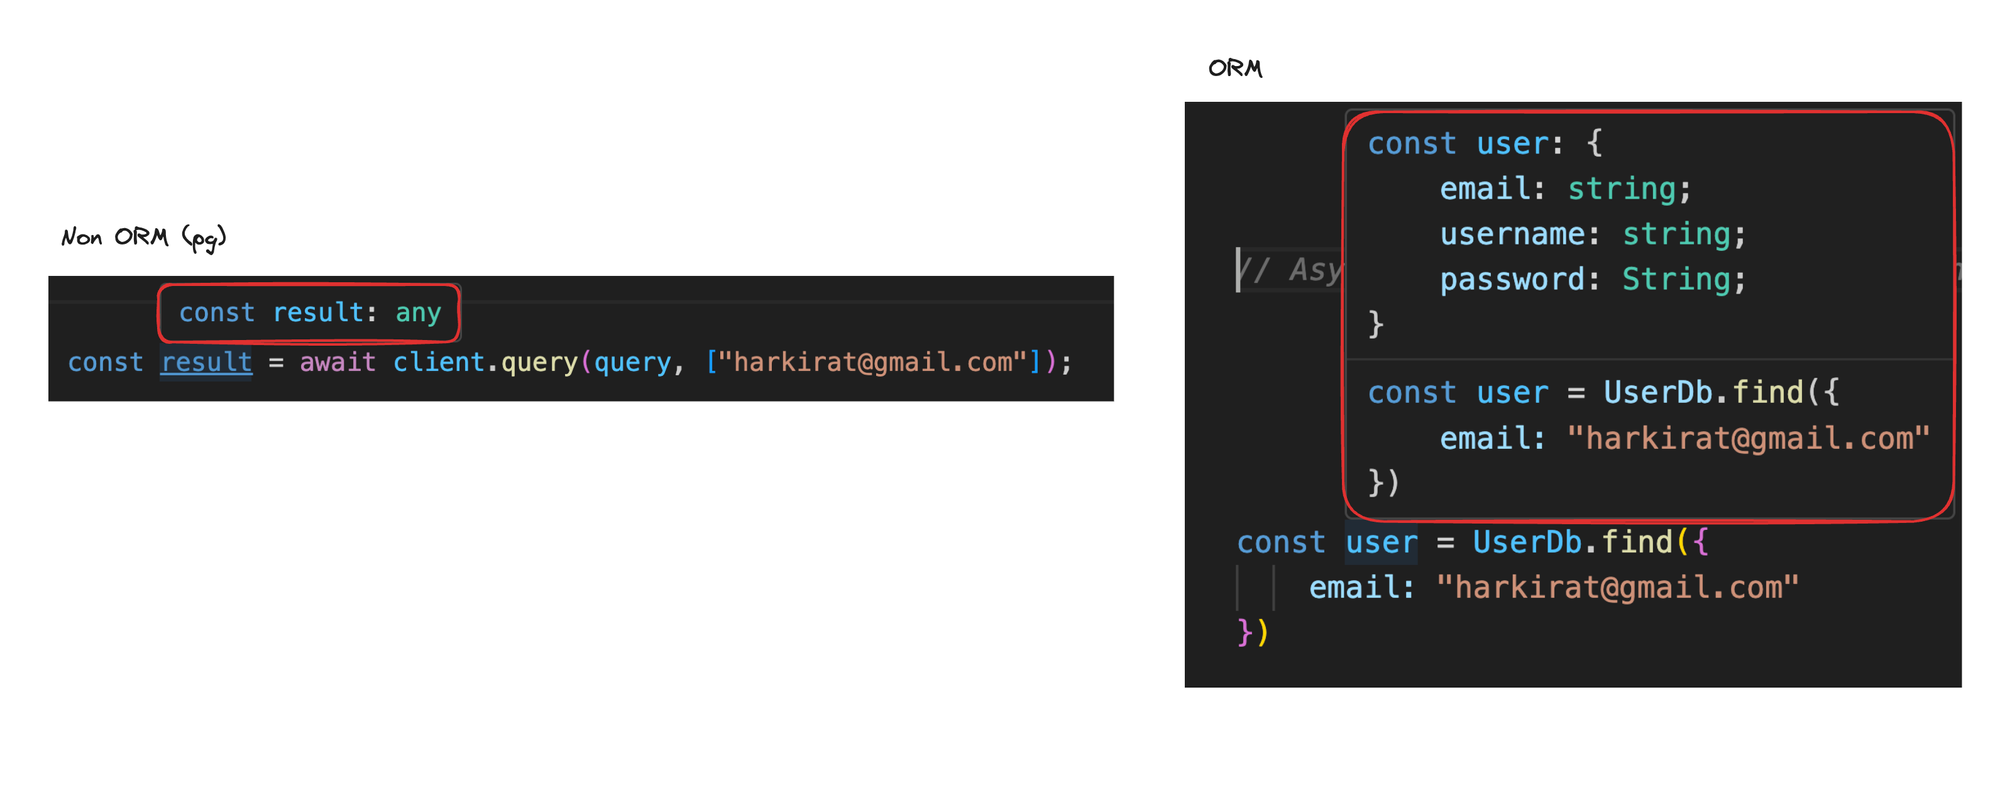 Non ORM (pg)
const result: any
const result = await client.query(query, ["harkirat@gmail.com"]);
ORM
const user: {
    email: string;
    username: string;
    password: String;
}
// Asy
const user = UserDb.find({
    email: "harkirat@gmail.com"
})
const user = UserDb.find({
    email: "harkirat@gmail.com"
})